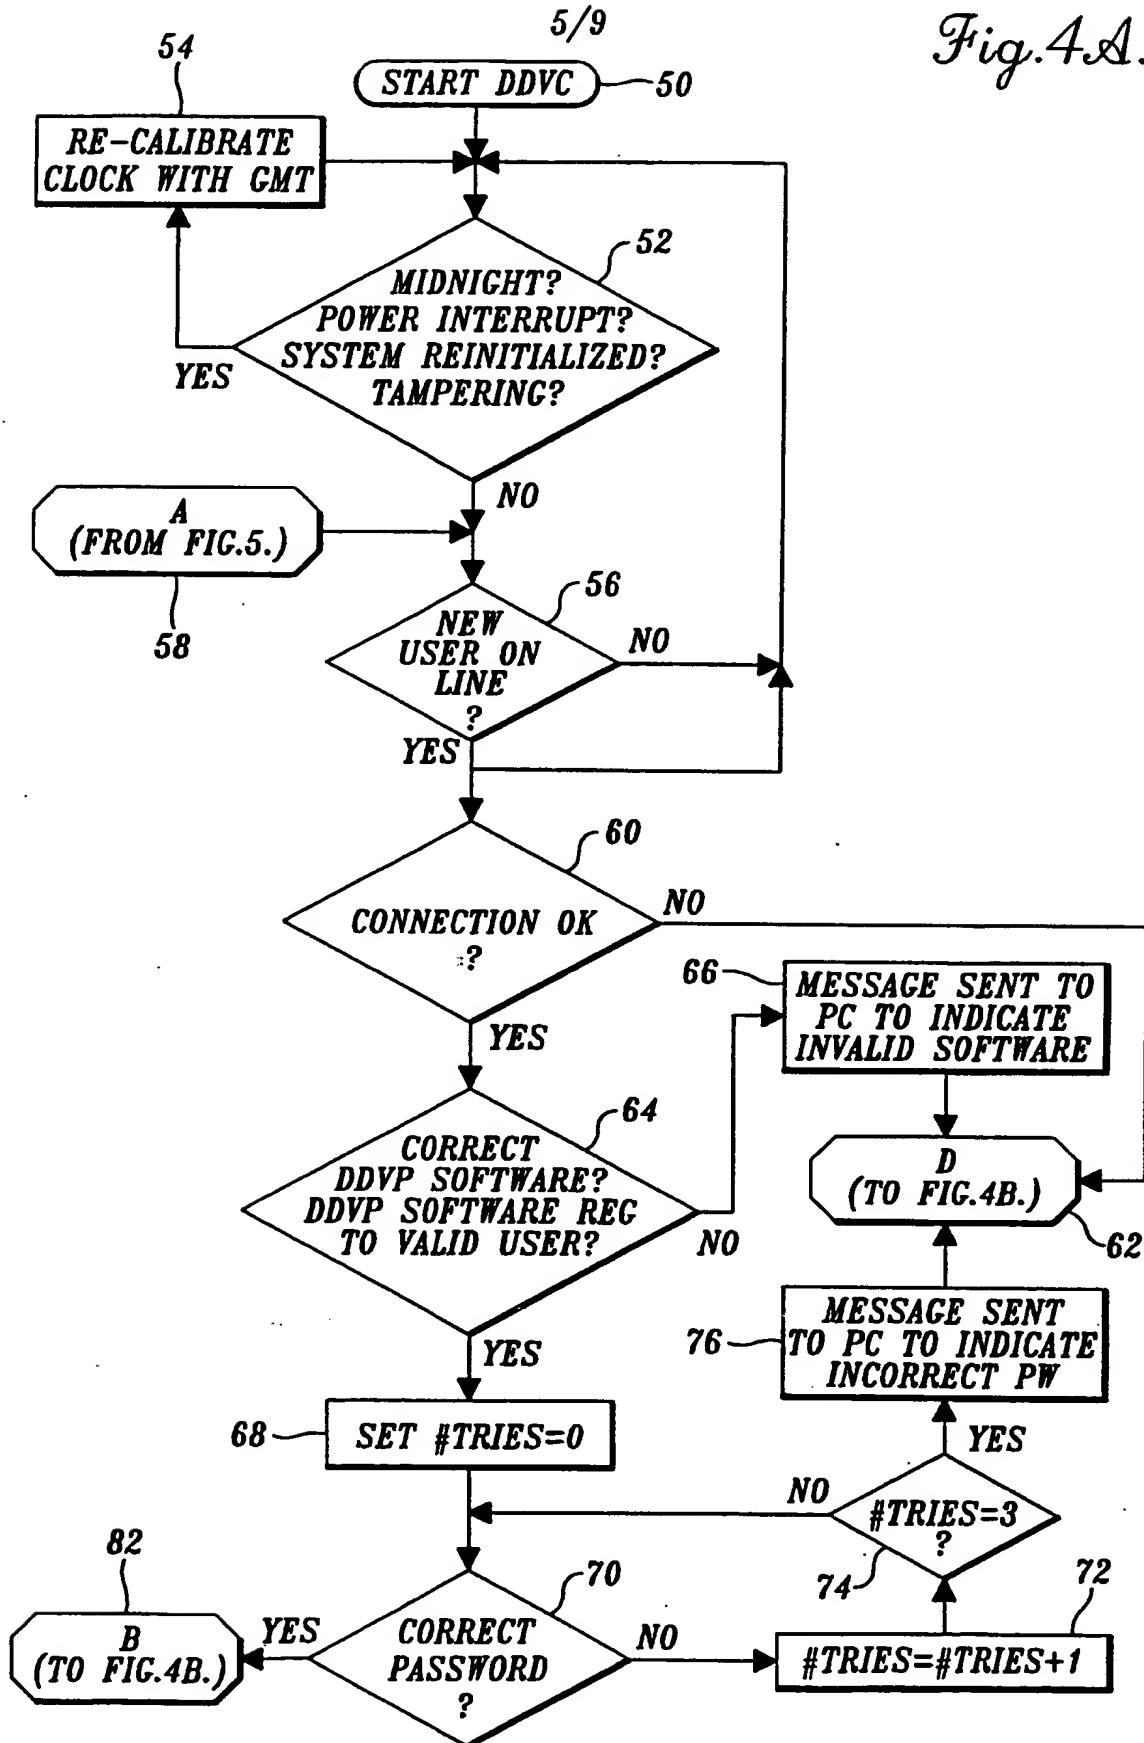 5/9
Fig.4A.
54
START DDVC
50
RE-CALIBRATE
CLOCK WITH GMT
52
MIDNIGHT?
POWER INTERRUPT?
SYSTEM REINITIALIZED?
TAMPERING?
YES
NO
A
(FROM FIG.5.)
58
56
NEW
USER ON
LINE
?
NO
YES
60
CONNECTION OK
?
NO
YES
66
MESSAGE SENT TO
PC TO INDICATE
INVALID SOFTWARE
64
CORRECT
DDVP SOFTWARE?
DDVP SOFTWARE REG
TO VALID USER?
NO
D
(TO FIG.4B.)
62
YES
76
MESSAGE SENT
TO PC TO INDICATE
INCORRECT PW
68
SET #TRIES=0
YES
NO
#TRIES=3
?
74
72
82
70
B
(TO FIG.4B.)
YES
CORRECT
PASSWORD
?
NO
#TRIES=#TRIES+1